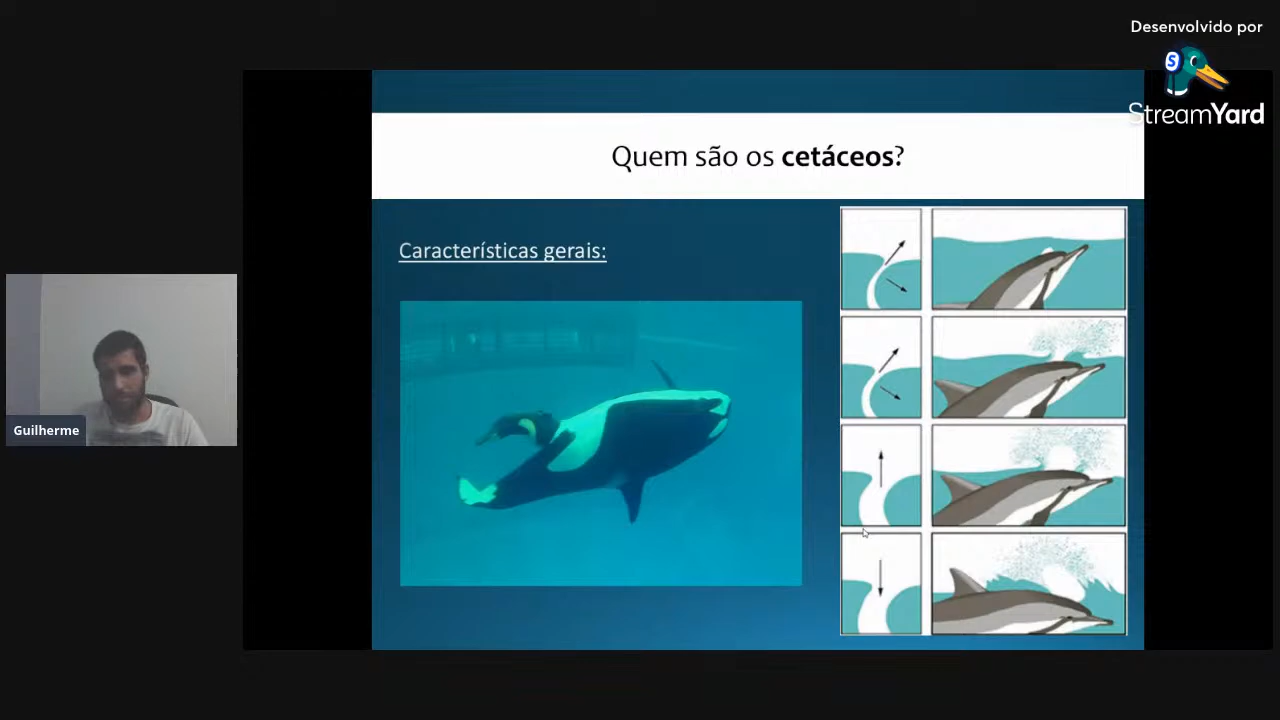 Desenvolvido por
StreamYard
Quem são os cetáceos?
Características gerais:
Guilherme